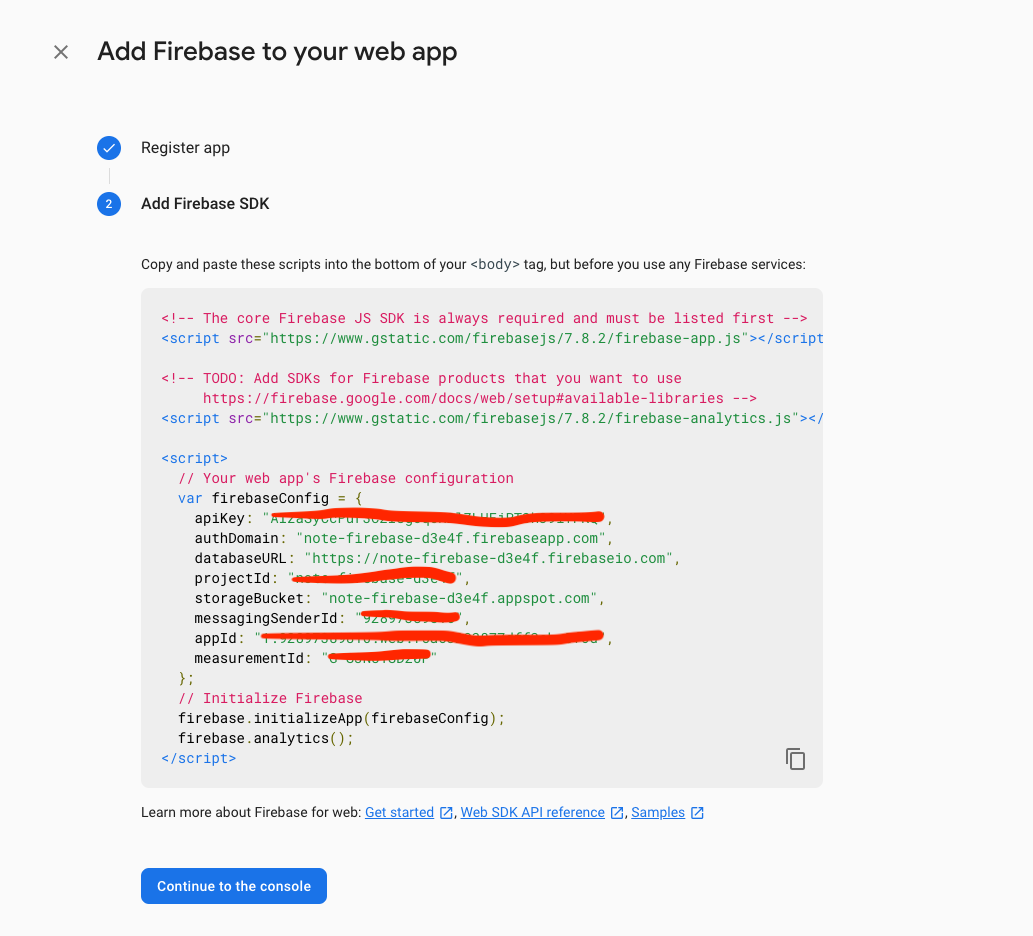 Add Firebase to your web app
Register app
2
Add Firebase SDK
Copy and paste these scripts into the bottom of your <body> tag, but before you use any Firebase services:
<!-- The core Firebase JS SDK is always required and must be listed first -->
<script src="https://www.gstatic.com/firebasejs/7.8.2/firebase-app.js"></script
<!-- TODO: Add SDKs for Firebase products that you want to use
https://firebase.google.com/docs/web/setup#available-libraries -->
<script src="https://www.gstatic.com/firebasejs/7.8.2/firebase-analytics.js"></
<script>
// Your web app's Firebase configuration
var firebaseConfig = {
apiKey: "",
authDomain: "note-firebase-d3e4f.firebaseapp.com",
databaseURL: "https://note-firebase-d3e4f.firebaseio.com",
projectId: "",
storageBucket: "note-firebase-d3e4f.appspot.com",
messagingSenderId: "",
appId: "",
measurementId: ""
};
// Initialize Firebase
firebase.initializeApp(firebaseConfig);
firebase.analytics();
</script>
Learn more about Firebase for web: Get started , Web SDK API reference , Samples
Continue to the console